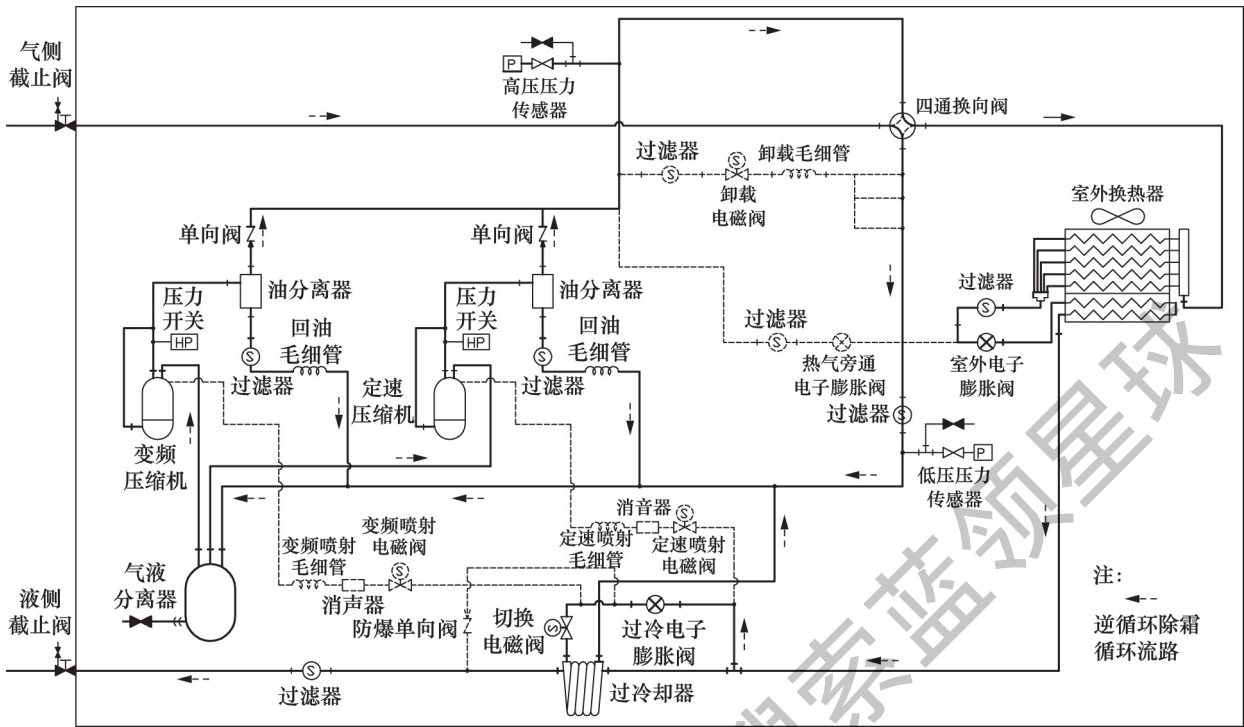 气侧
截止阀
P
高压压力
传感器
四通换向阀
过滤器
卸载毛细管
卸载
电磁阀
室外换热器
单向阀
单向阀
油分离器
油分离器
压力
开关
HP
压力
开关
HP
回油
毛细管
回油
毛细管
过滤器
过滤器
过滤器
热气旁通
电子膨胀阀
过滤器
室外电子
膨胀阀
过滤器
变频
压缩机
定速
压缩机
P
低压压力
传感器
消音器
定速喷射
毛细管
定速喷射
电磁阀
变频喷射
电磁阀
变频喷射
毛细管
消声器
气液
分离器
液侧
截止阀
防爆单向阀
切换
电磁阀
过冷电子
膨胀阀
过滤器
过冷却器
注：
逆循环除霜
循环流路
搜索蓝领星球